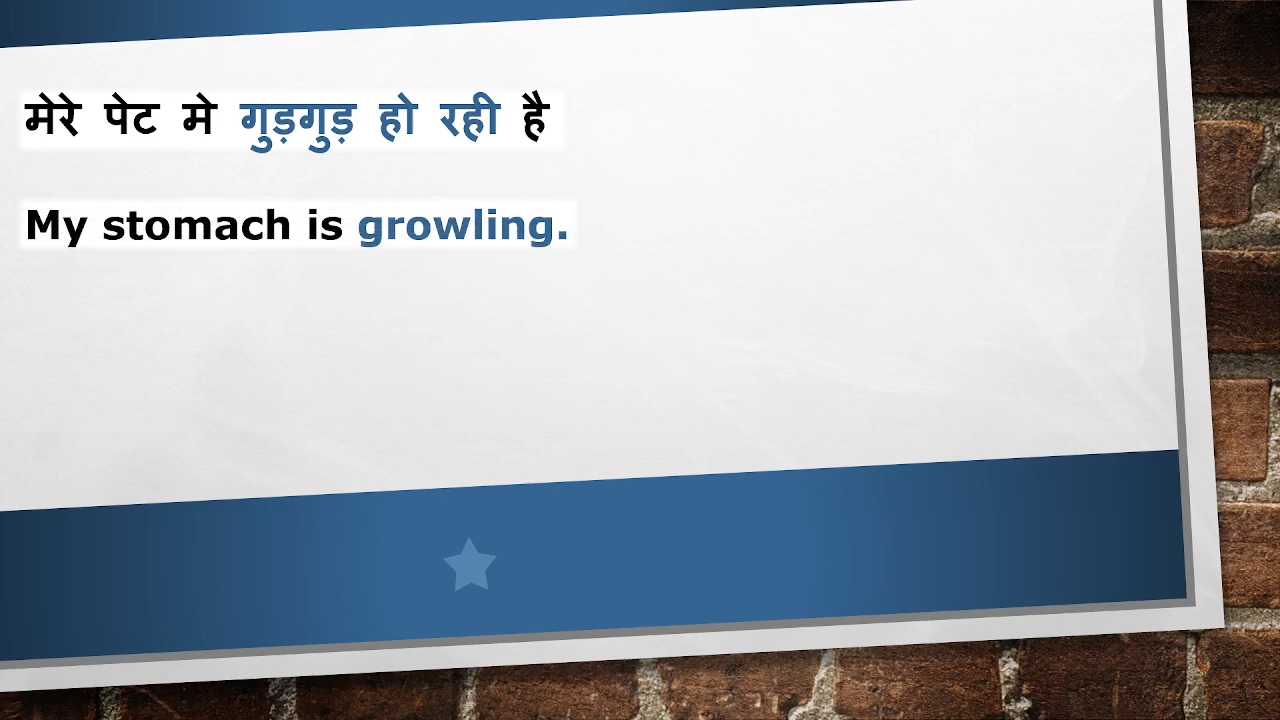 मेरे पेट मे गुड़गुड़ हो रही है
My stomach is growling.